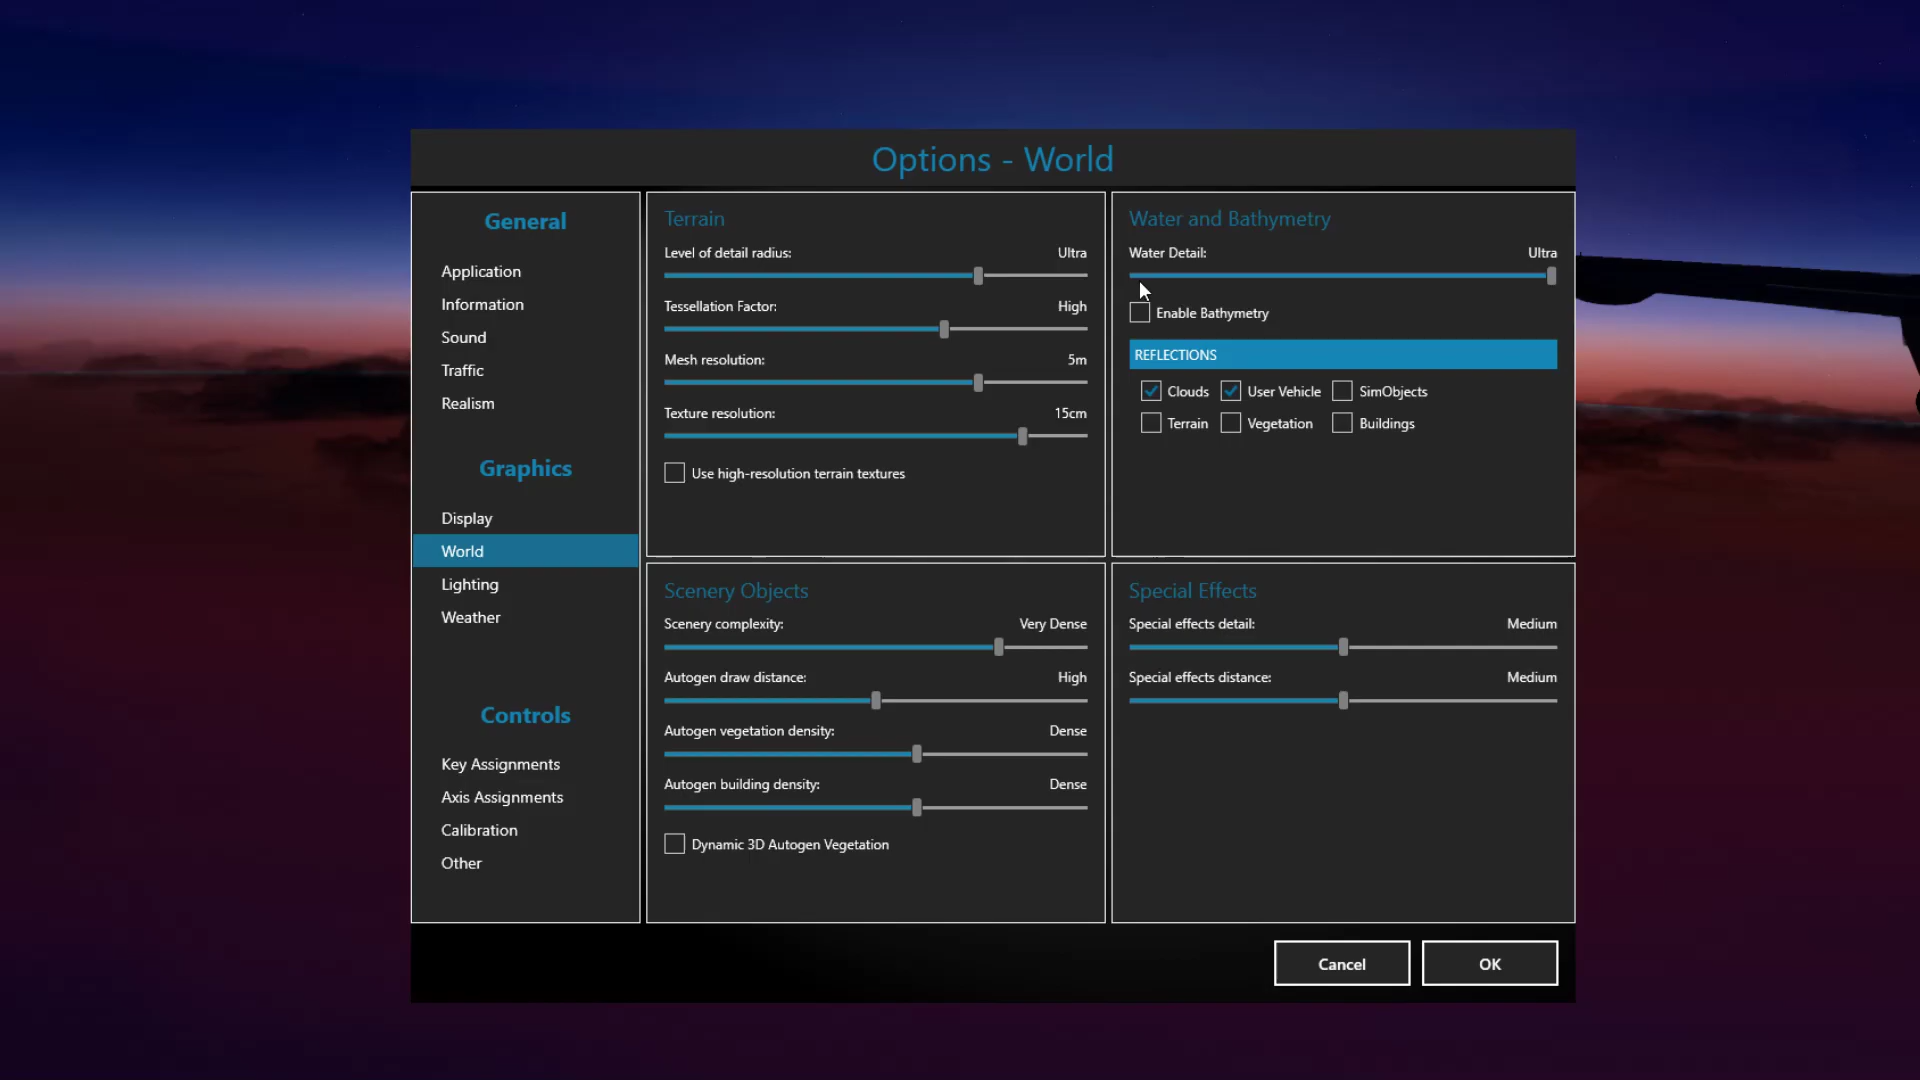 Options - World
General
Application
Information
Sound
Traffic
Realism
Graphics
Display
World
Lighting
Weather
Controls
Key Assignments
Axis Assignments
Calibration
Other
Terrain
Level of detail radius: Ultra
Tessellation Factor: High
Mesh resolution: 5m
Texture resolution: 15cm
Use high-resolution terrain textures
Water and Bathymetry
Water Detail: Ultra
Enable Bathymetry
REFLECTIONS
Clouds User Vehicle SimObjects
Terrain Vegetation Buildings
Scenery Objects
Scenery complexity: Very Dense
Autogen draw distance: High
Autogen vegetation density: Dense
Autogen building density: Dense
Dynamic 3D Autogen Vegetation
Special Effects
Special effects detail: Medium
Special effects distance: Medium
Cancel OK